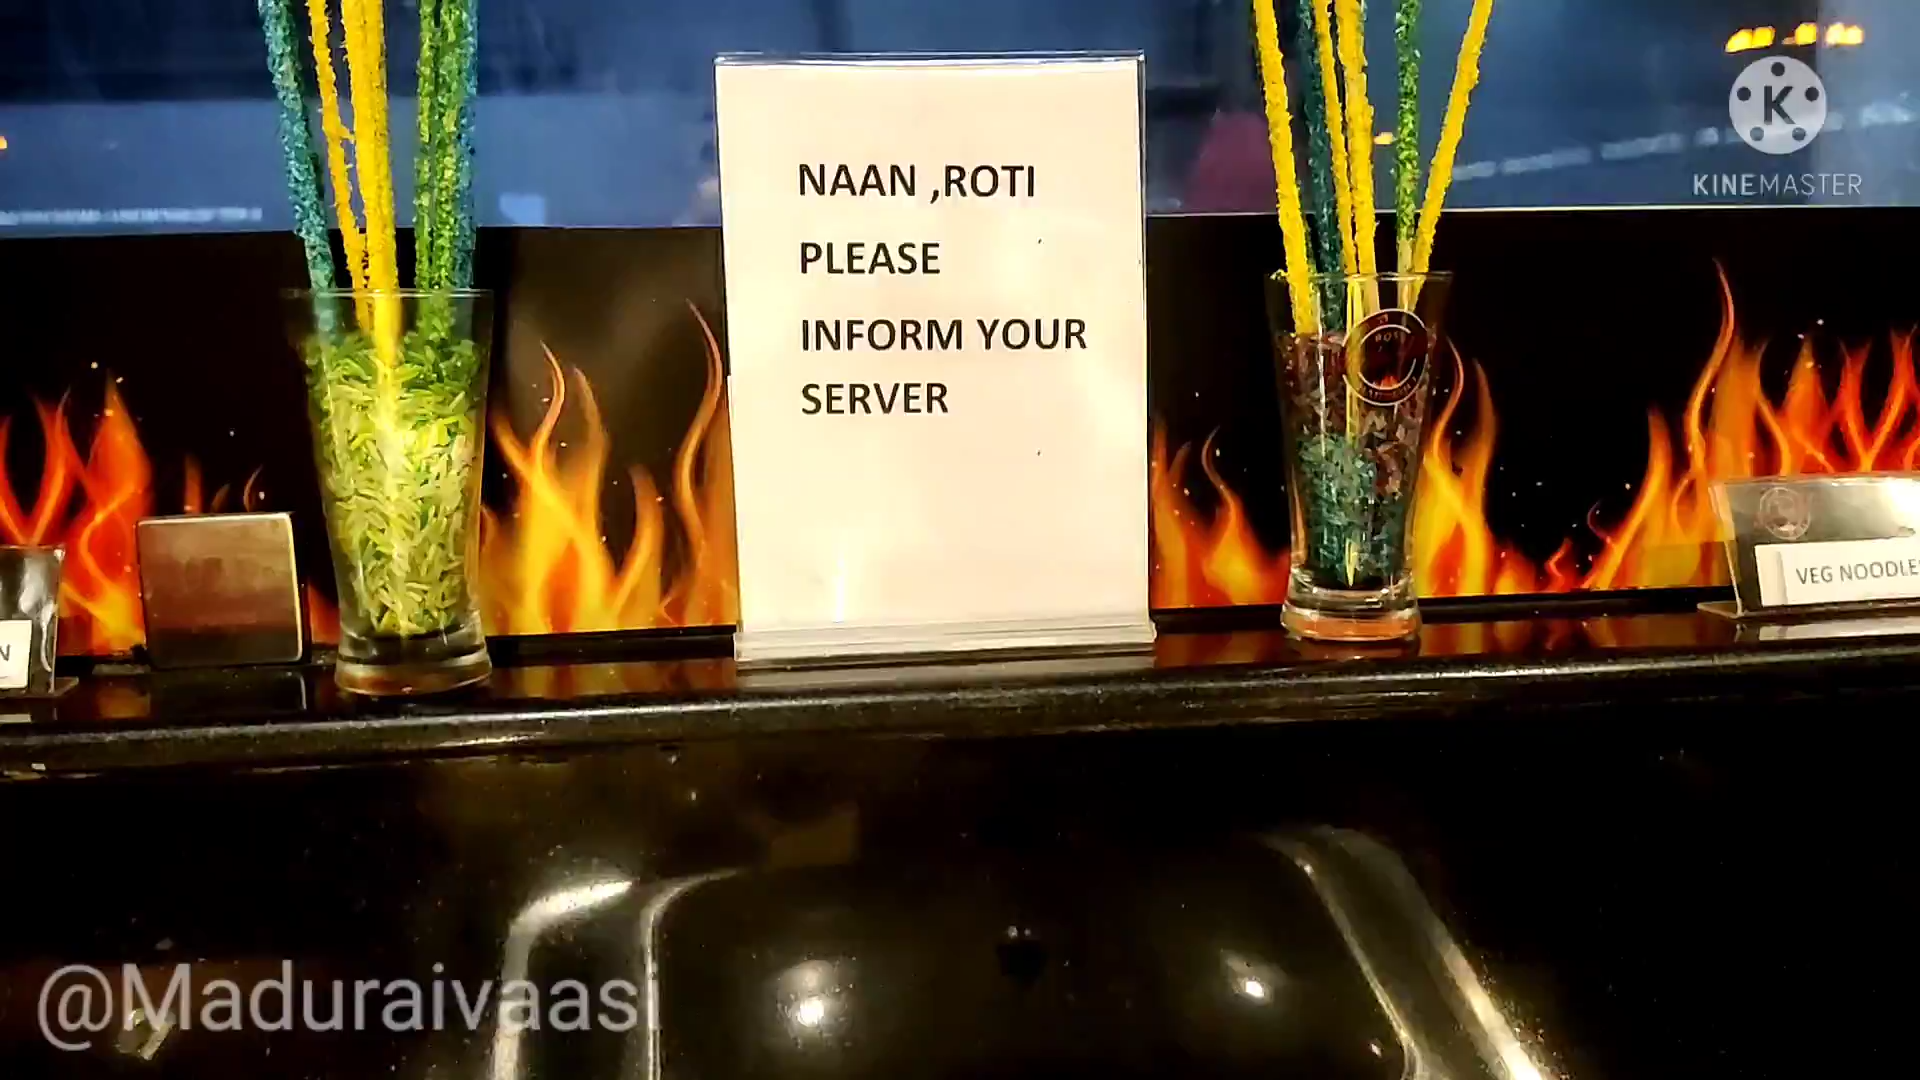 K
KINEMASTER
NAAN ,ROTI
PLEASE
INFORM YOUR
SERVER
VEG NOODLE
N
@Maduraivaasi